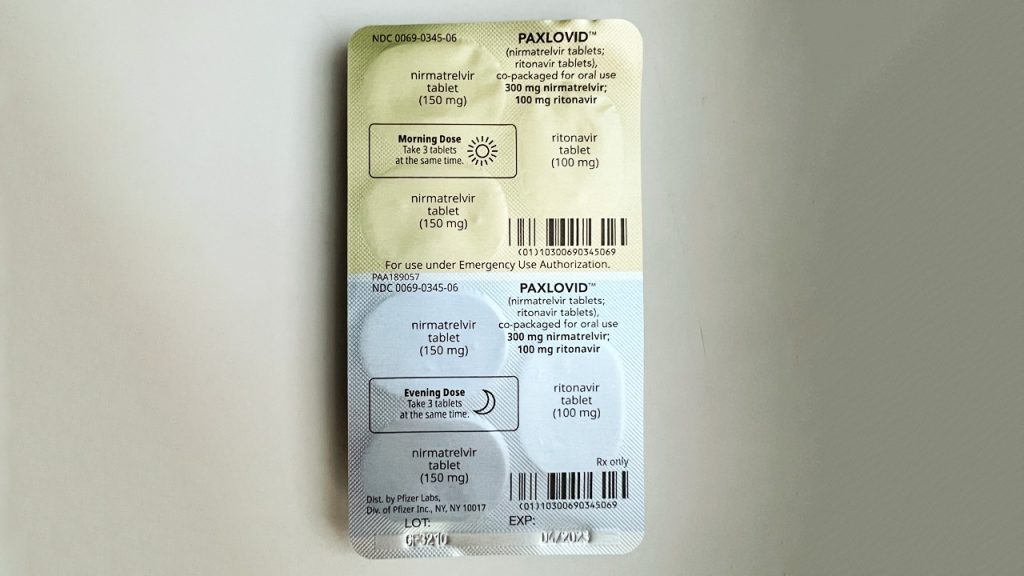 NDC 0069-0345-06
PAXLOVID™
(nirmatrelvir tablets;
ritonavir tablets),
co-packaged for oral use
300 mg nirmatrelvir;
100 mg ritonavir
nirmatrelvir
tablet
(150 mg)
Morning Dose
Take 3 tablets
at the same time.
ritonavir
tablet
(100 mg)
nirmatrelvir
tablet
(150 mg)
(01)10300690345069
For use under Emergency Use Authorization.
PAA189057
NDC 0069-0345-06
PAXLOVID™
(nirmatrelvir tablets;
ritonavir tablets),
co-packaged for oral use
300 mg nirmatrelvir;
100 mg ritonavir
nirmatrelvir
tablet
(150 mg)
Evening Dose
Take 3 tablets
at the same time.
ritonavir
tablet
(100 mg)
nirmatrelvir
tablet
(150 mg)
Rx only
(01)10300690345069
Dist. by Pfizer Labs,
Div. of Pfizer Inc., NY, NY 10017
LOT: EXP:
04/2023